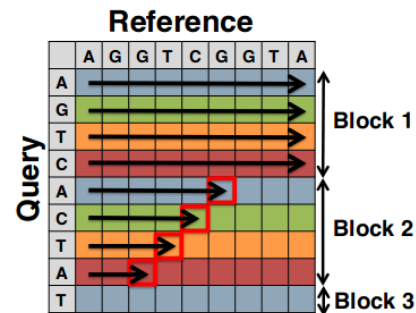 Reference
A G G T C G G T A
A
G
T
C
A
C
T
A
T
Query
Block 1
Block 2
Block 3